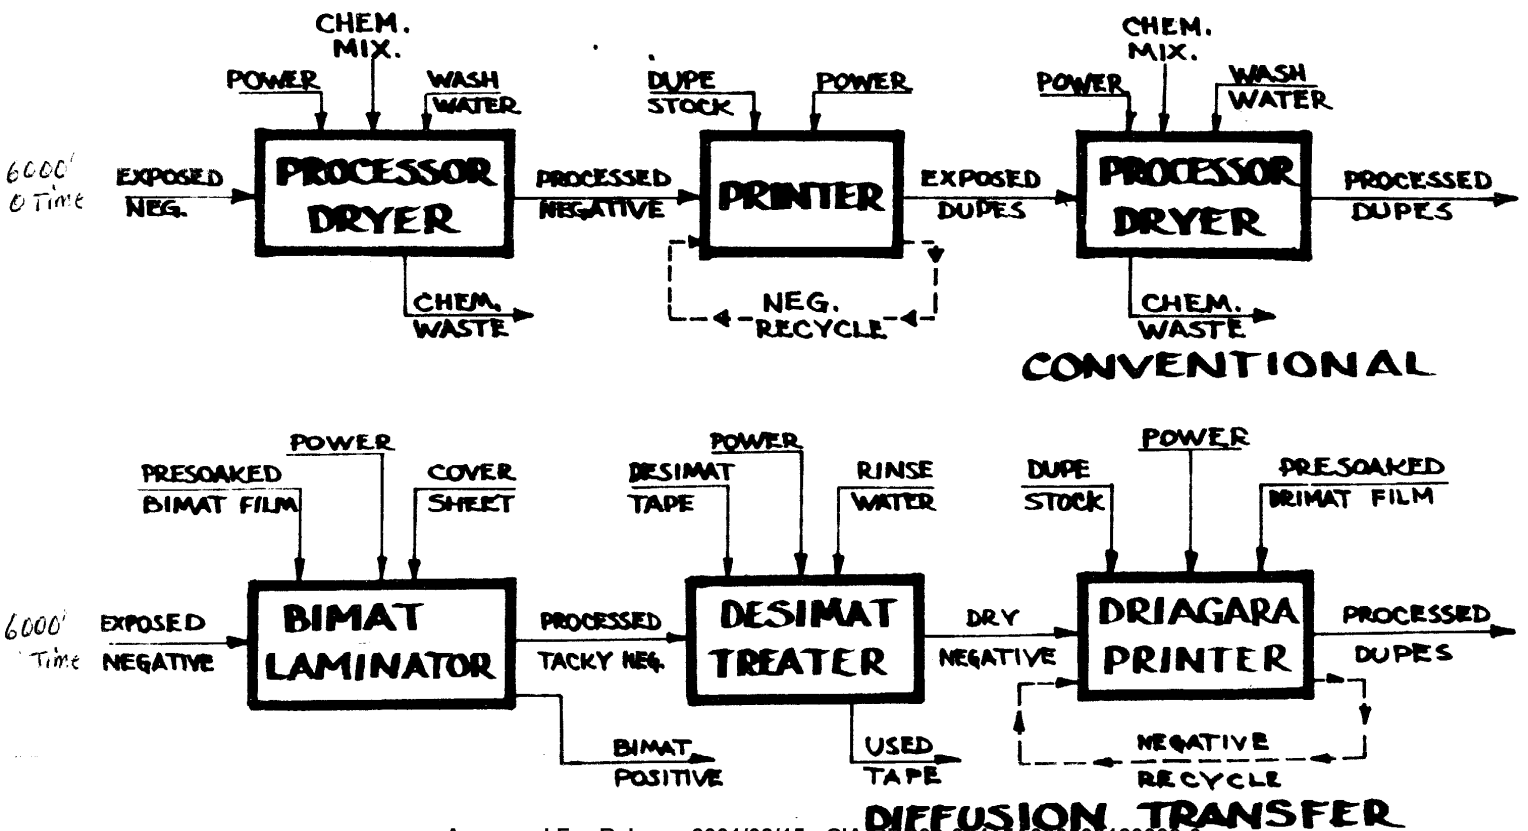 CHEM.
MIX.
POWER
WASH
WATER
DUPE
STOCK
POWER
CHEM.
MIX.
POWER
WASH
WATER
6000'
0 Time
EXPOSED
NEG.
PROCESSOR
DRYER
PROCESSED
NEGATIVE
PRINTER
EXPOSED
DUPES
PROCESSOR
DRYER
PROCESSED
DUPES
CHEM.
WASTE
NEG.
RECYCLE
CHEM.
WASTE
CONVENTIONAL
POWER
PRESOAKED
BIMAT FILM
COVER
SHEET
POWER
DESIMAT
TAPE
RINSE
WATER
POWER
DUPE
STOCK
PRESOAKED
DRIMAT FILM
6000'
Time
EXPOSED
NEGATIVE
BIMAT
LAMINATOR
PROCESSED
TACKY NEG.
DESIMAT
TREATER
DRY
NEGATIVE
DRIAGARA
PRINTER
PROCESSED
DUPES
BIMAT
POSITIVE
USED
TAPE
NEGATIVE
RECYCLE
DIFFUSION TRANSFER